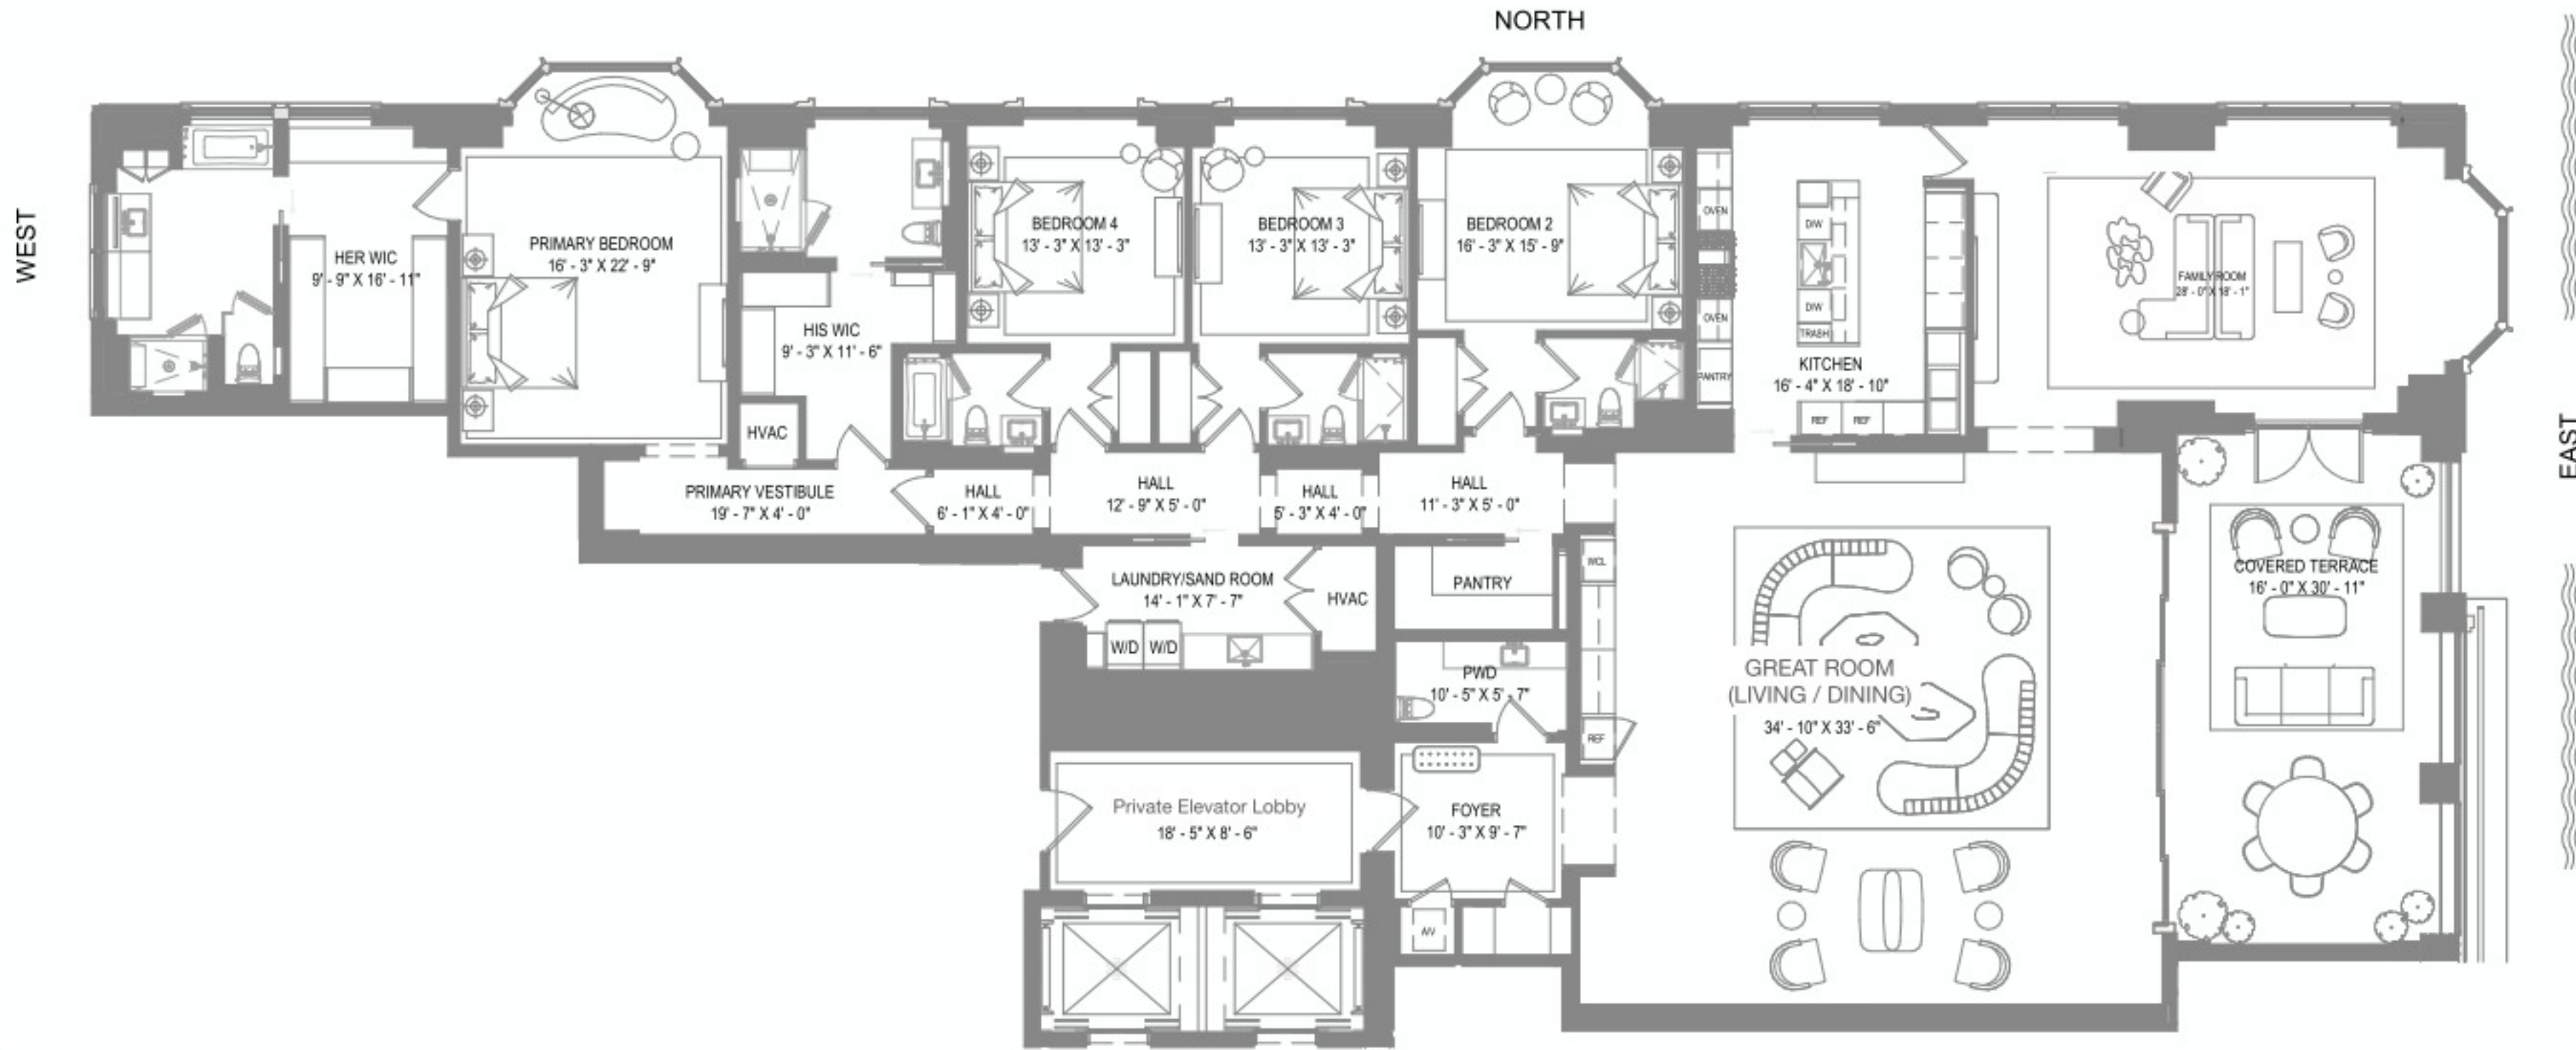 NORTH
WEST
EAST
HER WIC
9' - 9" X 16' - 11"
PRIMARY BEDROOM
16' - 3" X 22' - 9"
HIS WIC
9' - 3" X 11' - 6"
HVAC
BEDROOM 4
13' - 3" X 13' - 3"
BEDROOM 3
13' - 3" X 13' - 3"
BEDROOM 2
16' - 3" X 15' - 9"
OVEN
OVEN
PANTRY
D/W
D/W
TRASH
KITCHEN
16' - 4" X 18' - 10"
REF
REF
FAMILY ROOM
28' - 0" X 18' - 1"
PRIMARY VESTIBULE
19' - 7" X 4' - 0"
HALL
6' - 1" X 4' - 0"
HALL
12' - 9" X 5' - 0"
HALL
5' - 3" X 4' - 0"
HALL
11' - 3" X 5' - 0"
LAUNDRY/SAND ROOM
14' - 1" X 7' - 7"
HVAC
W/D
W/D
PANTRY
WCL
PWD
10' - 5" X 5' - 7"
REF
GREAT ROOM
(LIVING / DINING)
34' - 10" X 33' - 6"
COVERED TERRACE
16' - 0" X 30' - 11"
Private Elevator Lobby
18' - 5" X 8' - 6"
FOYER
10' - 3" X 9' - 7"